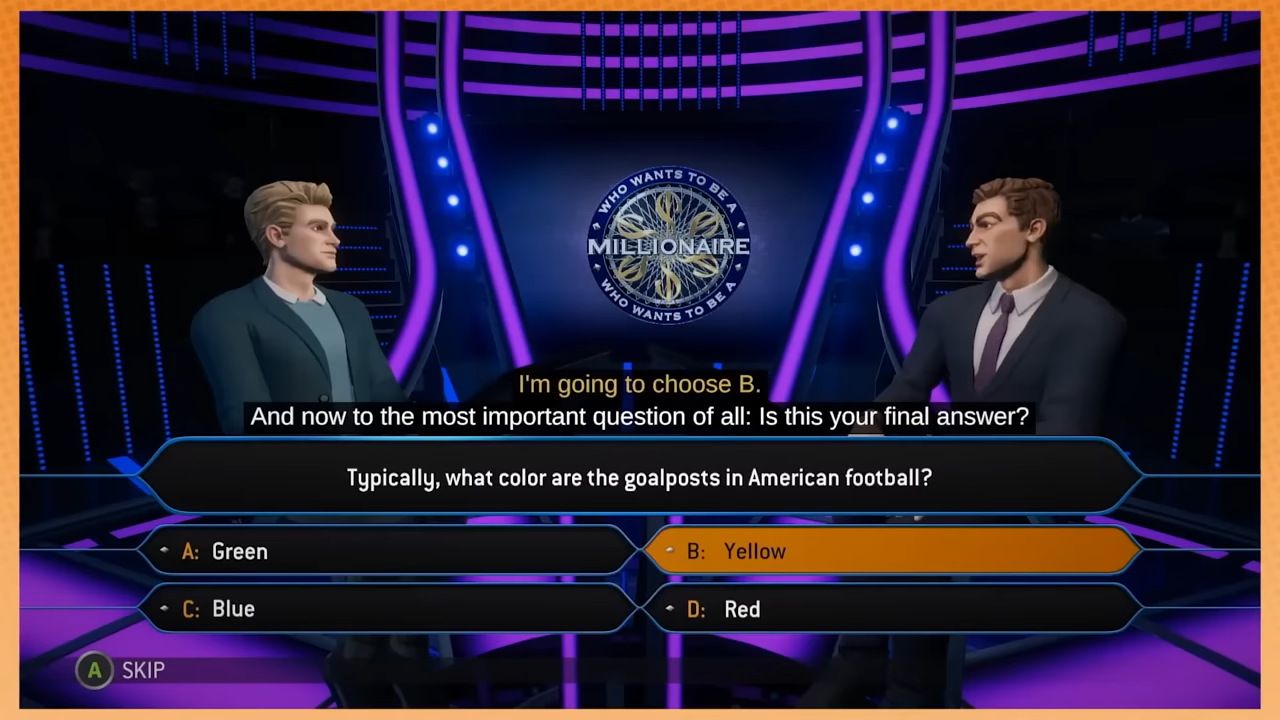 WHO WANTS TO BE A
MILLIONAIRE
WHO WANTS TO BE A
I'm going to choose B.
And now to the most important question of all: Is this your final answer?
Typically, what color are the goalposts in American football?
A: Green
B: Yellow
C: Blue
D: Red
A SKIP